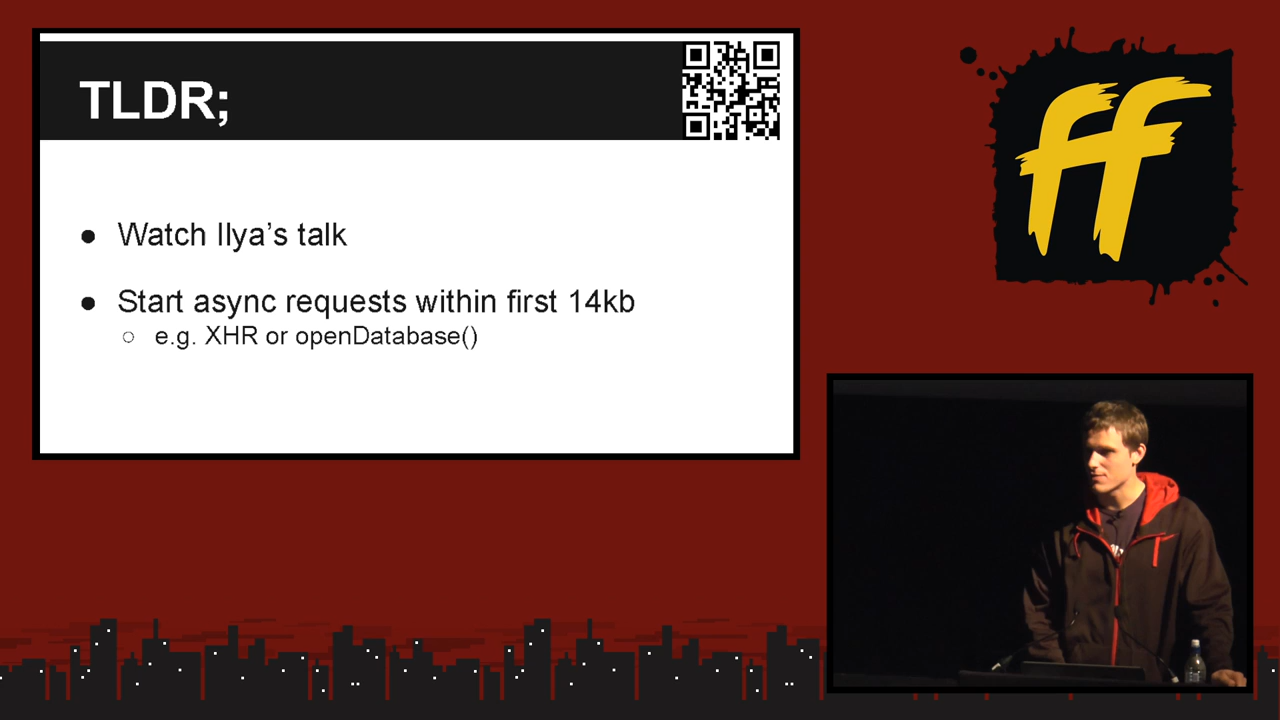 TLDR;
● Watch Ilya's talk
● Start async requests within first 14kb
○ e.g. XHR or openDatabase()
ff